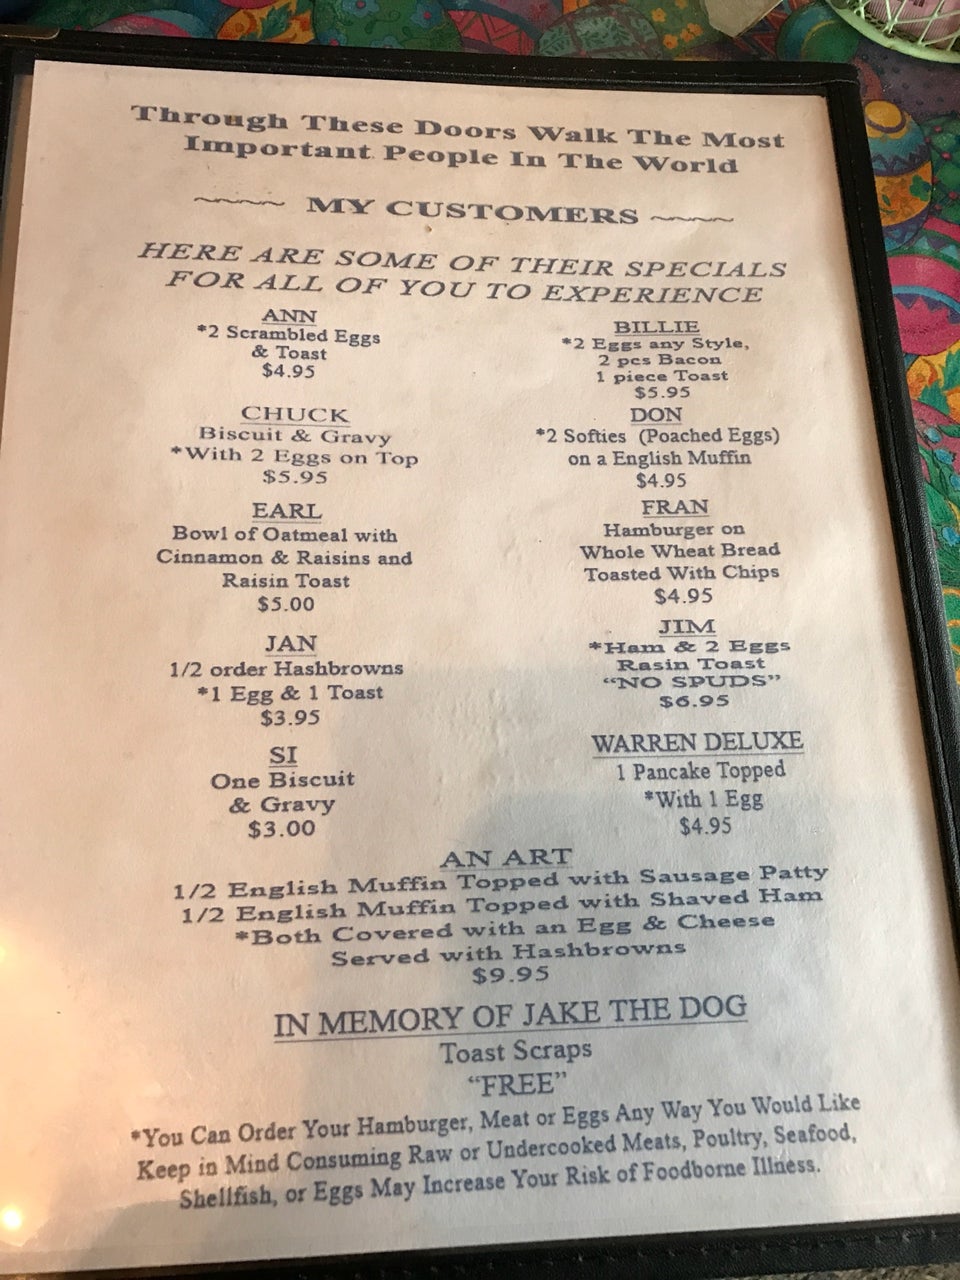 Through These Doors Walk The Most
Important People In The World
~~~~ MY CUSTOMERS ~~~~
HERE ARE SOME OF THEIR SPECIALS
FOR ALL OF YOU TO EXPERIENCE
ANN
*2 Scrambled Eggs
& Toast
$4.95
BILLIE
*2 Eggs any Style,
2 pcs Bacon
1 piece Toast
$5.95
CHUCK
Biscuit & Gravy
*With 2 Eggs on Top
$5.95
DON
*2 Softies (Poached Eggs)
on a English Muffin
$4.95
EARL
Bowl of Oatmeal with
Cinnamon & Raisins and
Raisin Toast
$5.00
FRAN
Hamburger on
Whole Wheat Bread
Toasted With Chips
$4.95
JAN
1/2 order Hashbrowns
*1 Egg & 1 Toast
$3.95
JIM
*Ham & 2 Eggs
Rasin Toast
“NO SPUDS”
$6.95
SI
One Biscuit
& Gravy
$3.00
WARREN DELUXE
1 Pancake Topped
*With 1 Egg
$4.95
AN ART
1/2 English Muffin Topped with Sausage Patty
1/2 English Muffin Topped with Shaved Ham
*Both Covered with an Egg & Cheese
Served with Hashbrowns
$9.95
IN MEMORY OF JAKE THE DOG
Toast Scraps
“FREE”
*You Can Order Your Hamburger, Meat or Eggs Any Way You Would Like
Keep in Mind Consuming Raw or Undercooked Meats, Poultry, Seafood,
Shellfish, or Eggs May Increase Your Risk of Foodborne Illness.